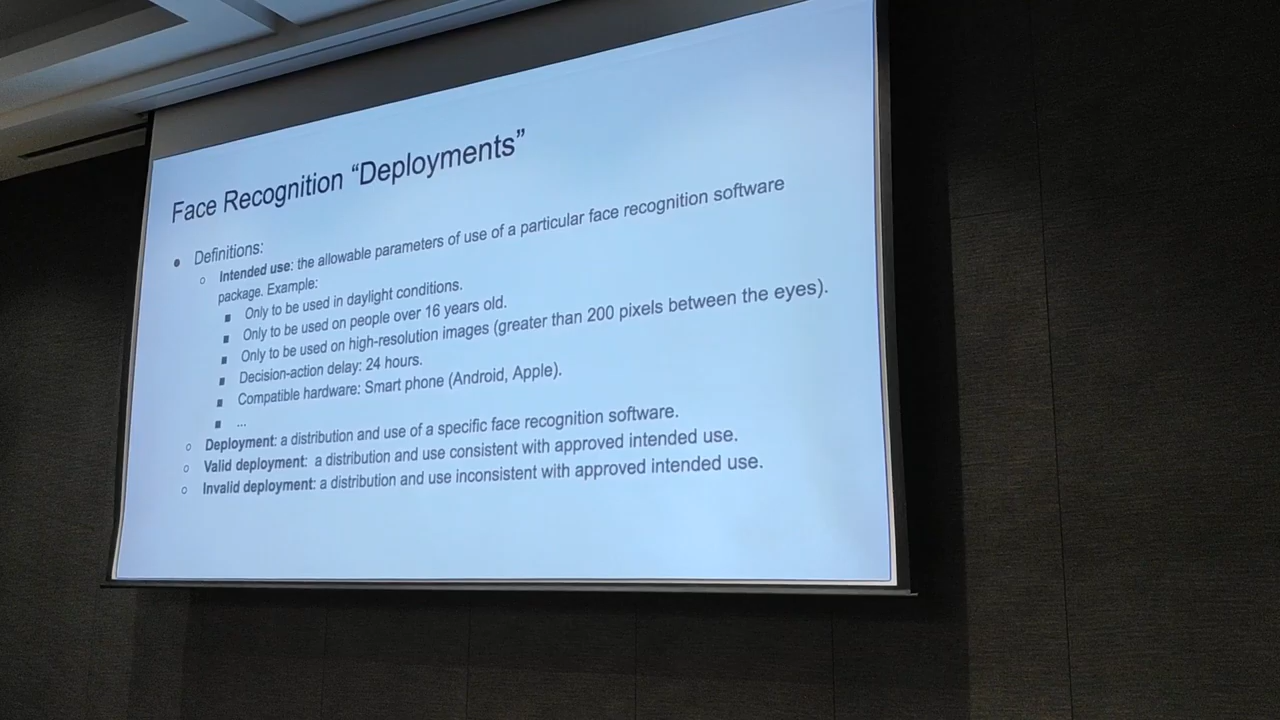 Face Recognition “Deployments”
● Definitions:
○ Intended use: the allowable parameters of use of a particular face recognition software
package. Example:
■ Only to be used in daylight conditions.
■ Only to be used on people over 16 years old.
■ Only to be used on high-resolution images (greater than 200 pixels between the eyes).
■ Decision-action delay: 24 hours.
■ Compatible hardware: Smart phone (Android, Apple).
■ ...
○ Deployment: a distribution and use of a specific face recognition software.
○ Valid deployment: a distribution and use consistent with approved intended use.
○ Invalid deployment: a distribution and use inconsistent with approved intended use.